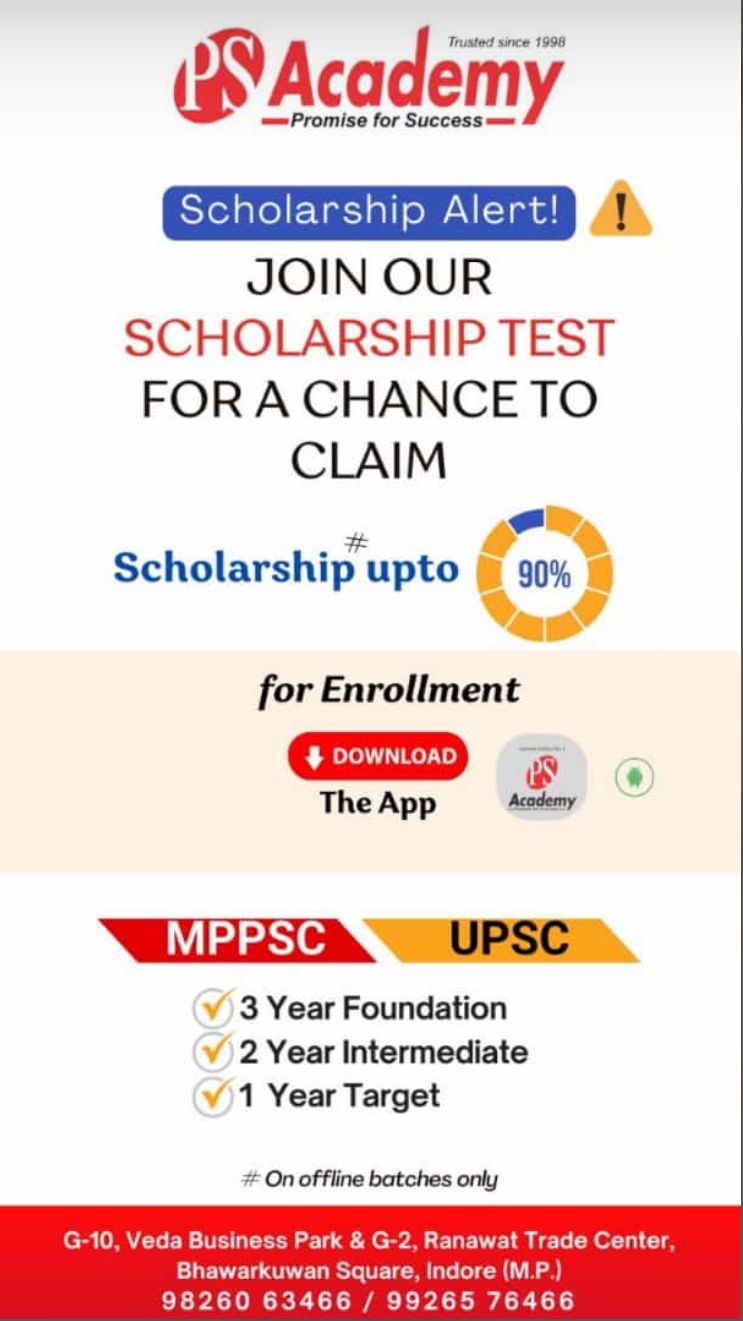 Trusted since 1998
PS Academy
Promise for Success
Scholarship Alert!
JOIN OUR
SCHOLARSHIP TEST
FOR A CHANCE TO
CLAIM
#
Scholarship upto 90%
for Enrollment
DOWNLOAD
The App
PS
Academy
MPPSC UPSC
3 Year Foundation
2 Year Intermediate
1 Year Target
# On offline batches only
G-10, Veda Business Park & G-2, Ranawat Trade Center,
Bhawarkuwan Square, Indore (M.P.)
98260 63466 / 99265 76466